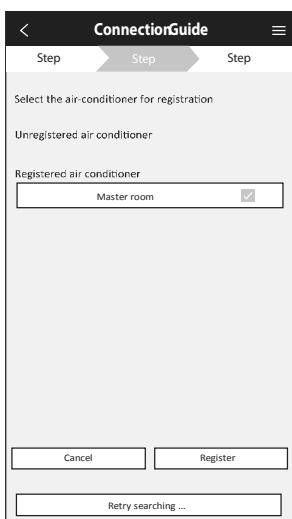 ConnectionGuide
Step Step Step
Select the air-conditioner for registration
Unregistered air conditioner
Registered air conditioner
Master room
Cancel Register
Retry searching ...